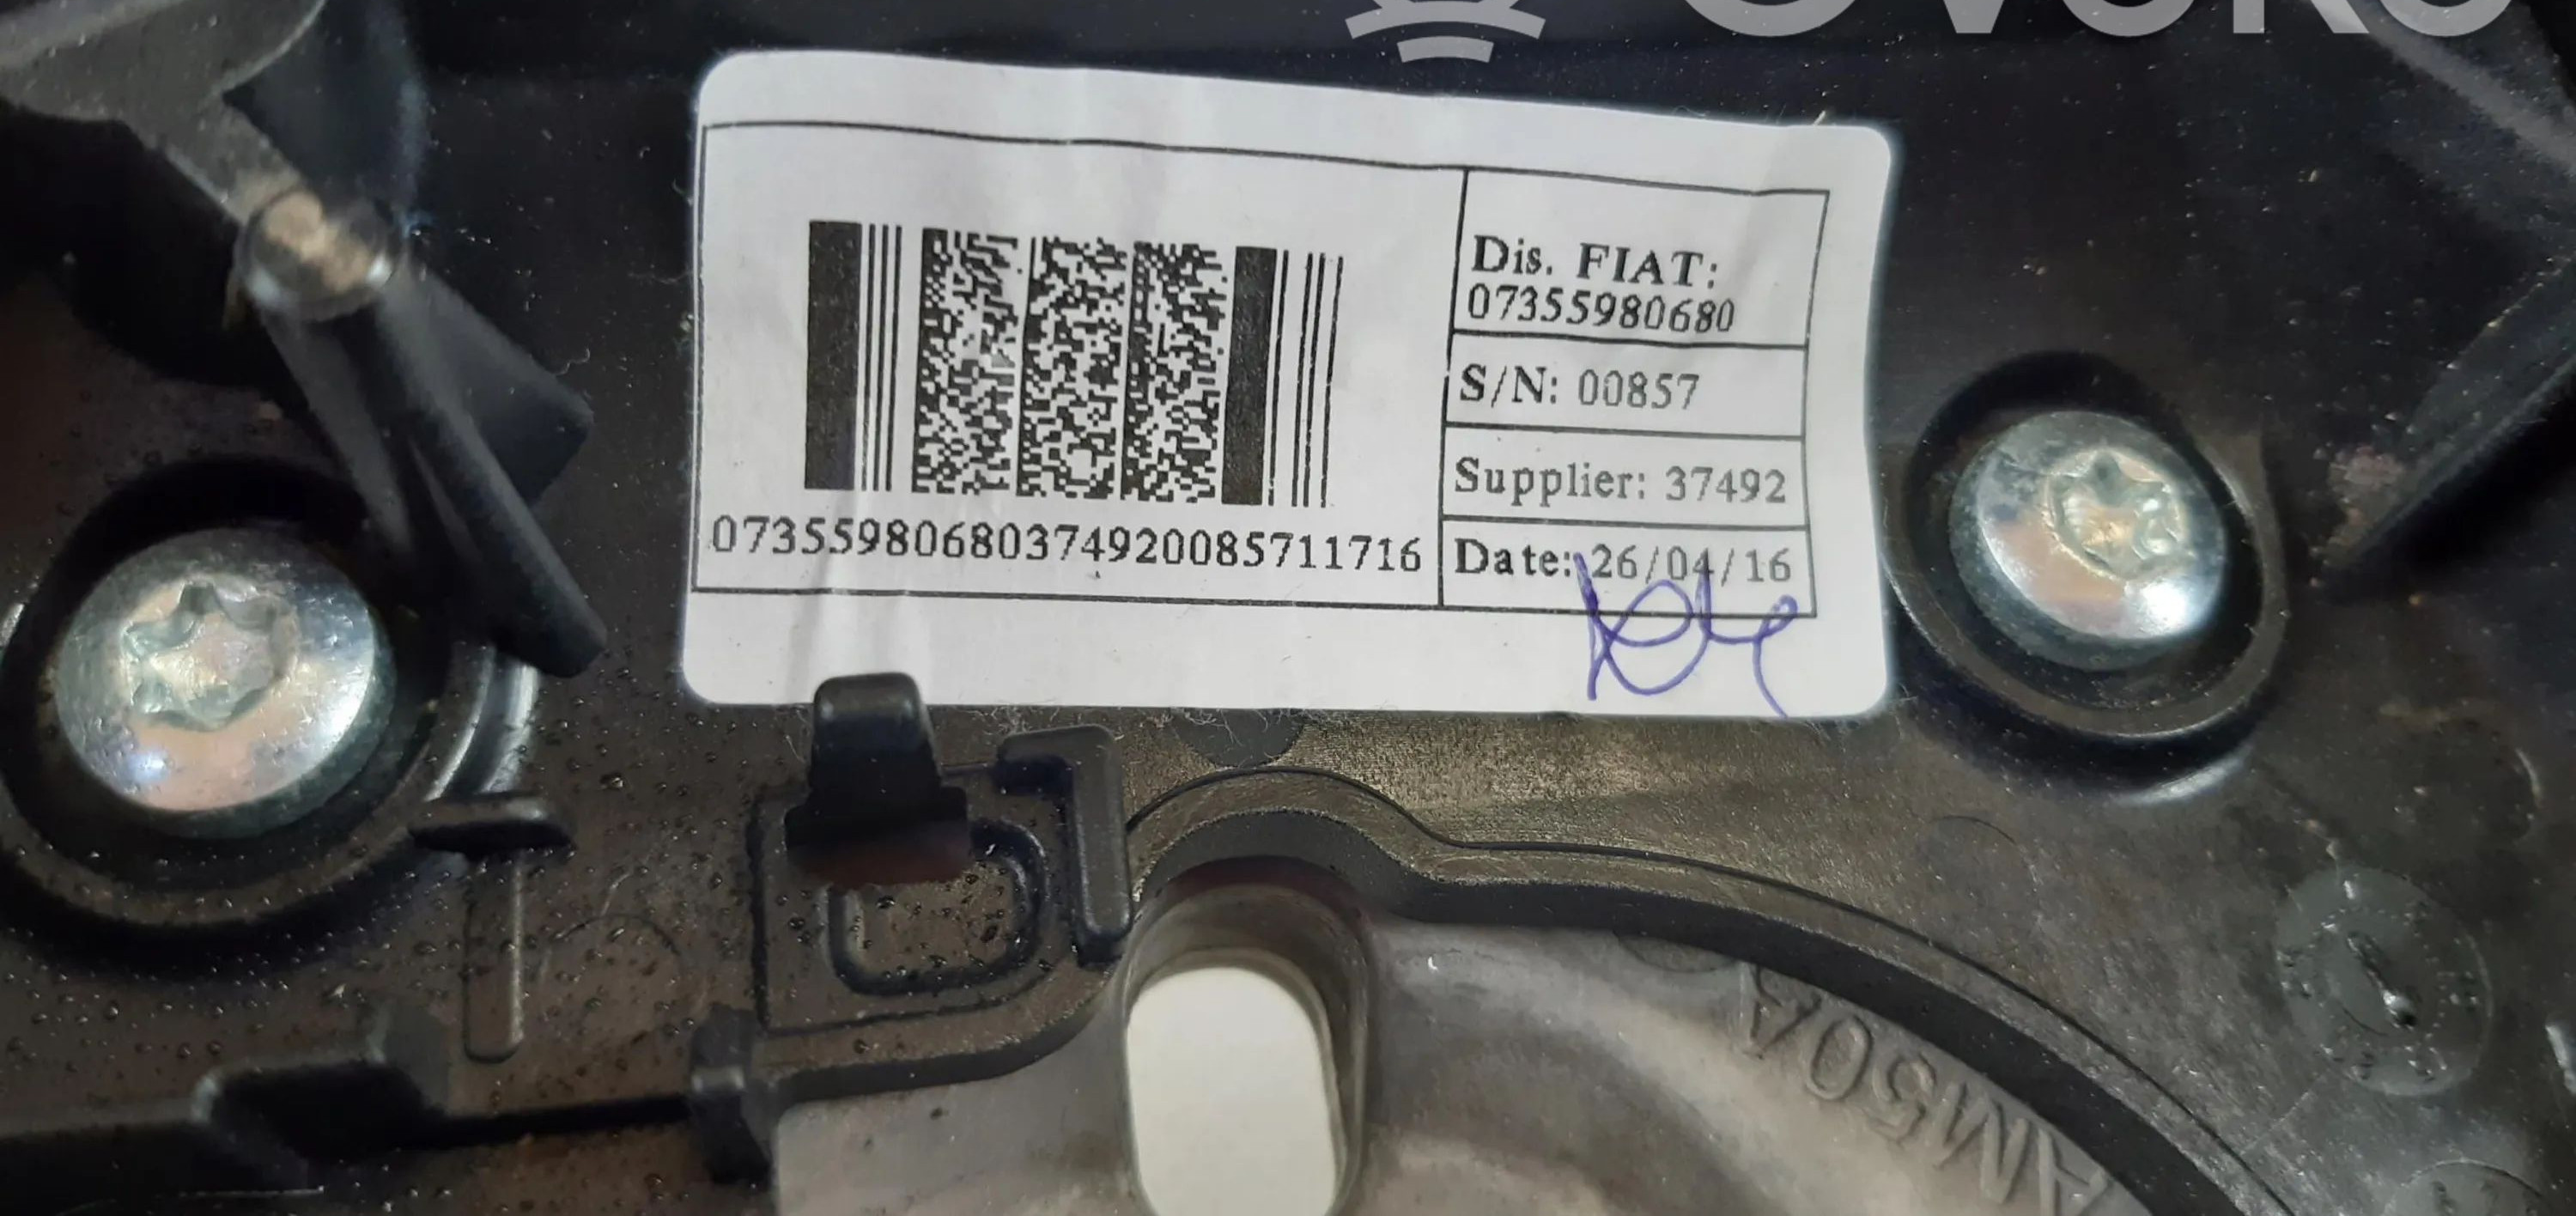 Dis. FIAT:
07355980680
S/N: 00857
Supplier: 37492
Date: 26/04/16
07355980680374920085711716